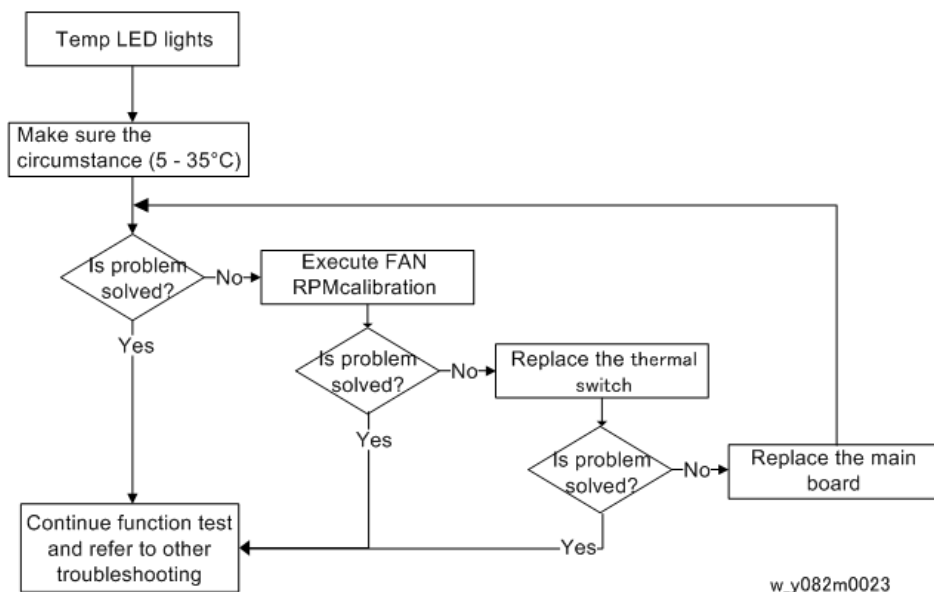 Temp LED lights
Make sure the
circumstance (5 - 35°C)
Is problem
solved?
No
Execute FAN
RPMcalibration
Yes
Is problem
solved?
No
Replace the thermal
switch
Yes
Is problem
solved?
No
Replace the main
board
Continue function test
and refer to other
troubleshooting
Yes
w_y082m0023